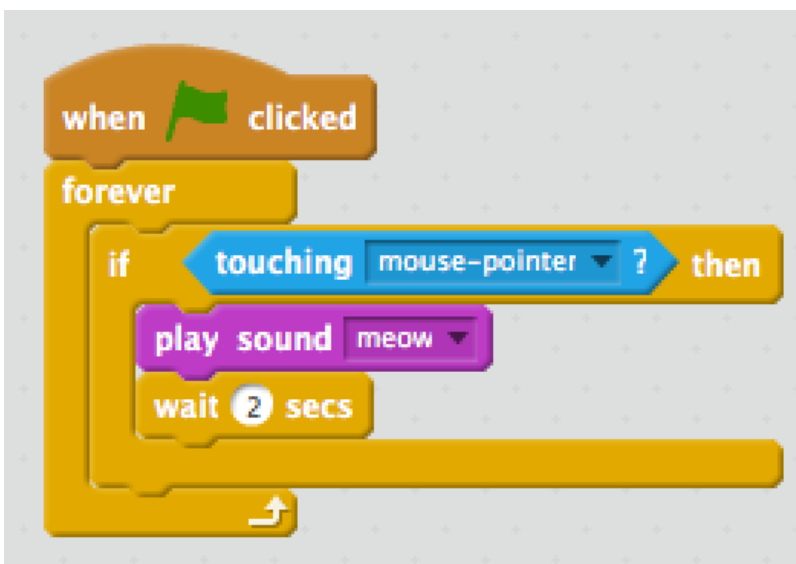 when clicked
forever
if touching mouse-pointer ? then
play sound meow
wait 2 secs